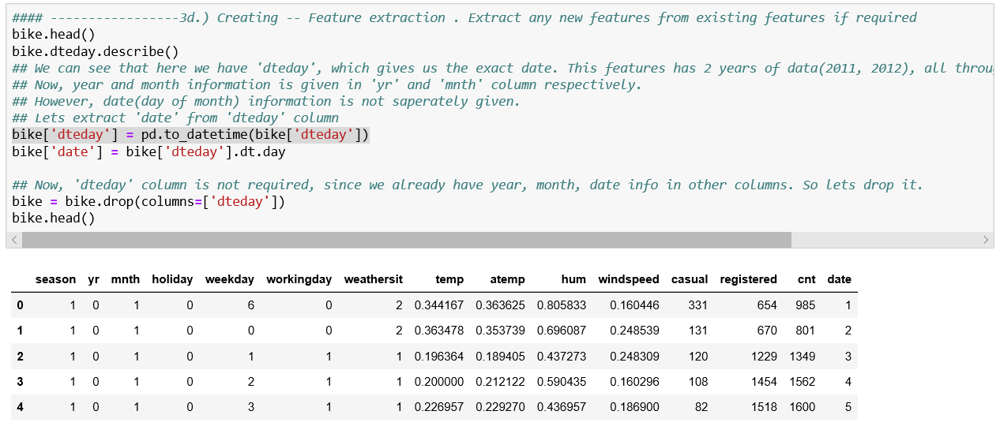 #### -----------------3d.) Creating -- Feature extraction . Extract any new features from existing features if required
bike.head()
bike.dteday.describe()
## We can see that here we have 'dteday', which gives us the exact date. This features has 2 years of data(2011, 2012), all throu
## Now, year and month information is given in 'yr' and 'mnth' column respectively.
## However, date(day of month) information is not saperately given.
## Lets extract 'date' from 'dteday' column
bike['dteday'] = pd.to_datetime(bike['dteday'])
bike['date'] = bike['dteday'].dt.day
## Now, 'dteday' column is not required, since we already have year, month, date info in other columns. So lets drop it.
bike = bike.drop(columns=['dteday'])
bike.head()
season yr mnth holiday weekday workingday weathersit temp atemp hum windspeed casual registered cnt date
0 1 0 1 0 6 0 2 0.344167 0.363625 0.805833 0.160446 331 654 985 1
1 1 0 1 0 0 0 2 0.363478 0.353739 0.696087 0.248539 131 670 801 2
2 1 0 1 0 1 1 1 0.196364 0.189405 0.437273 0.248309 120 1229 1349 3
3 1 0 1 0 2 1 1 0.200000 0.212122 0.590435 0.160296 108 1454 1562 4
4 1 0 1 0 3 1 1 0.226957 0.229270 0.436957 0.186900 82 1518 1600 5